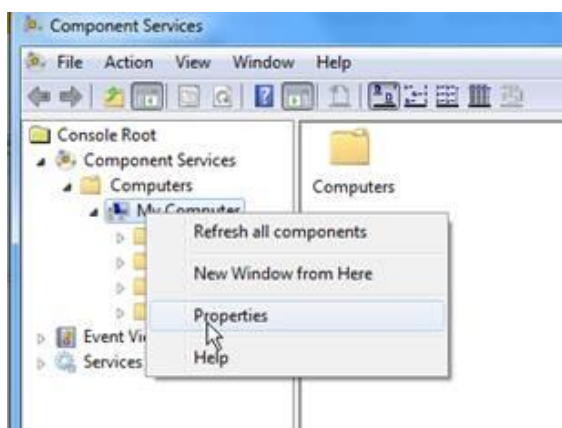 Component Services
File Action View Window Help
Console Root
Component Services
Computers
My Computer
Event
Services
Computers
Refresh all components
New Window from Here
Properties
Help